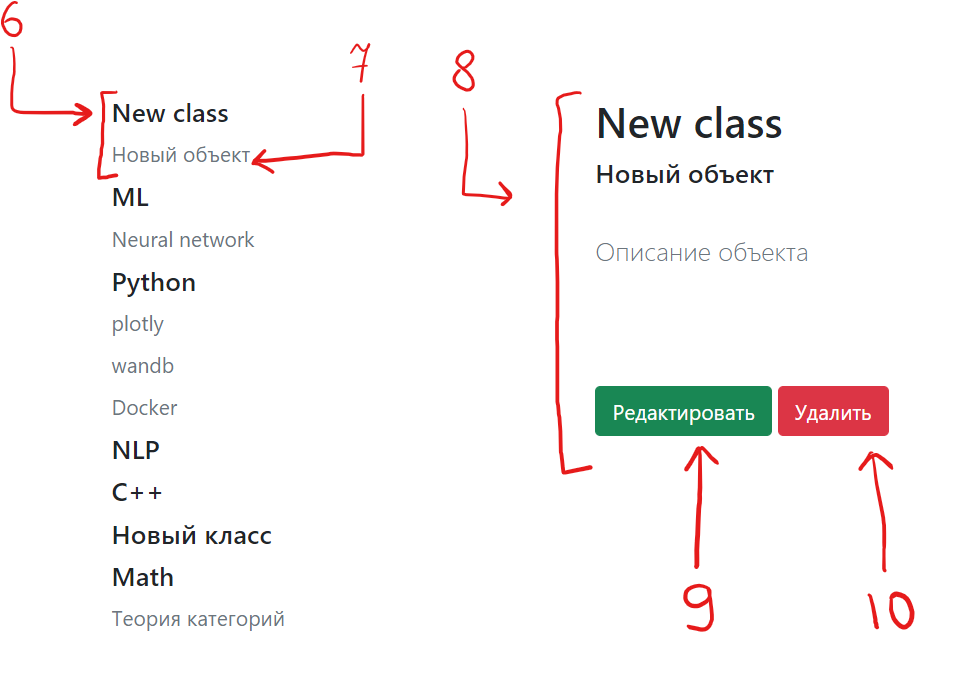 6
7
8
New class
Новый объект
ML
Neural network
Python
plotly
wandb
Docker
NLP
C++
Новый класс
Math
Теория категорий
New class
Новый объект
Описание объекта
Редактировать Удалить
9 10